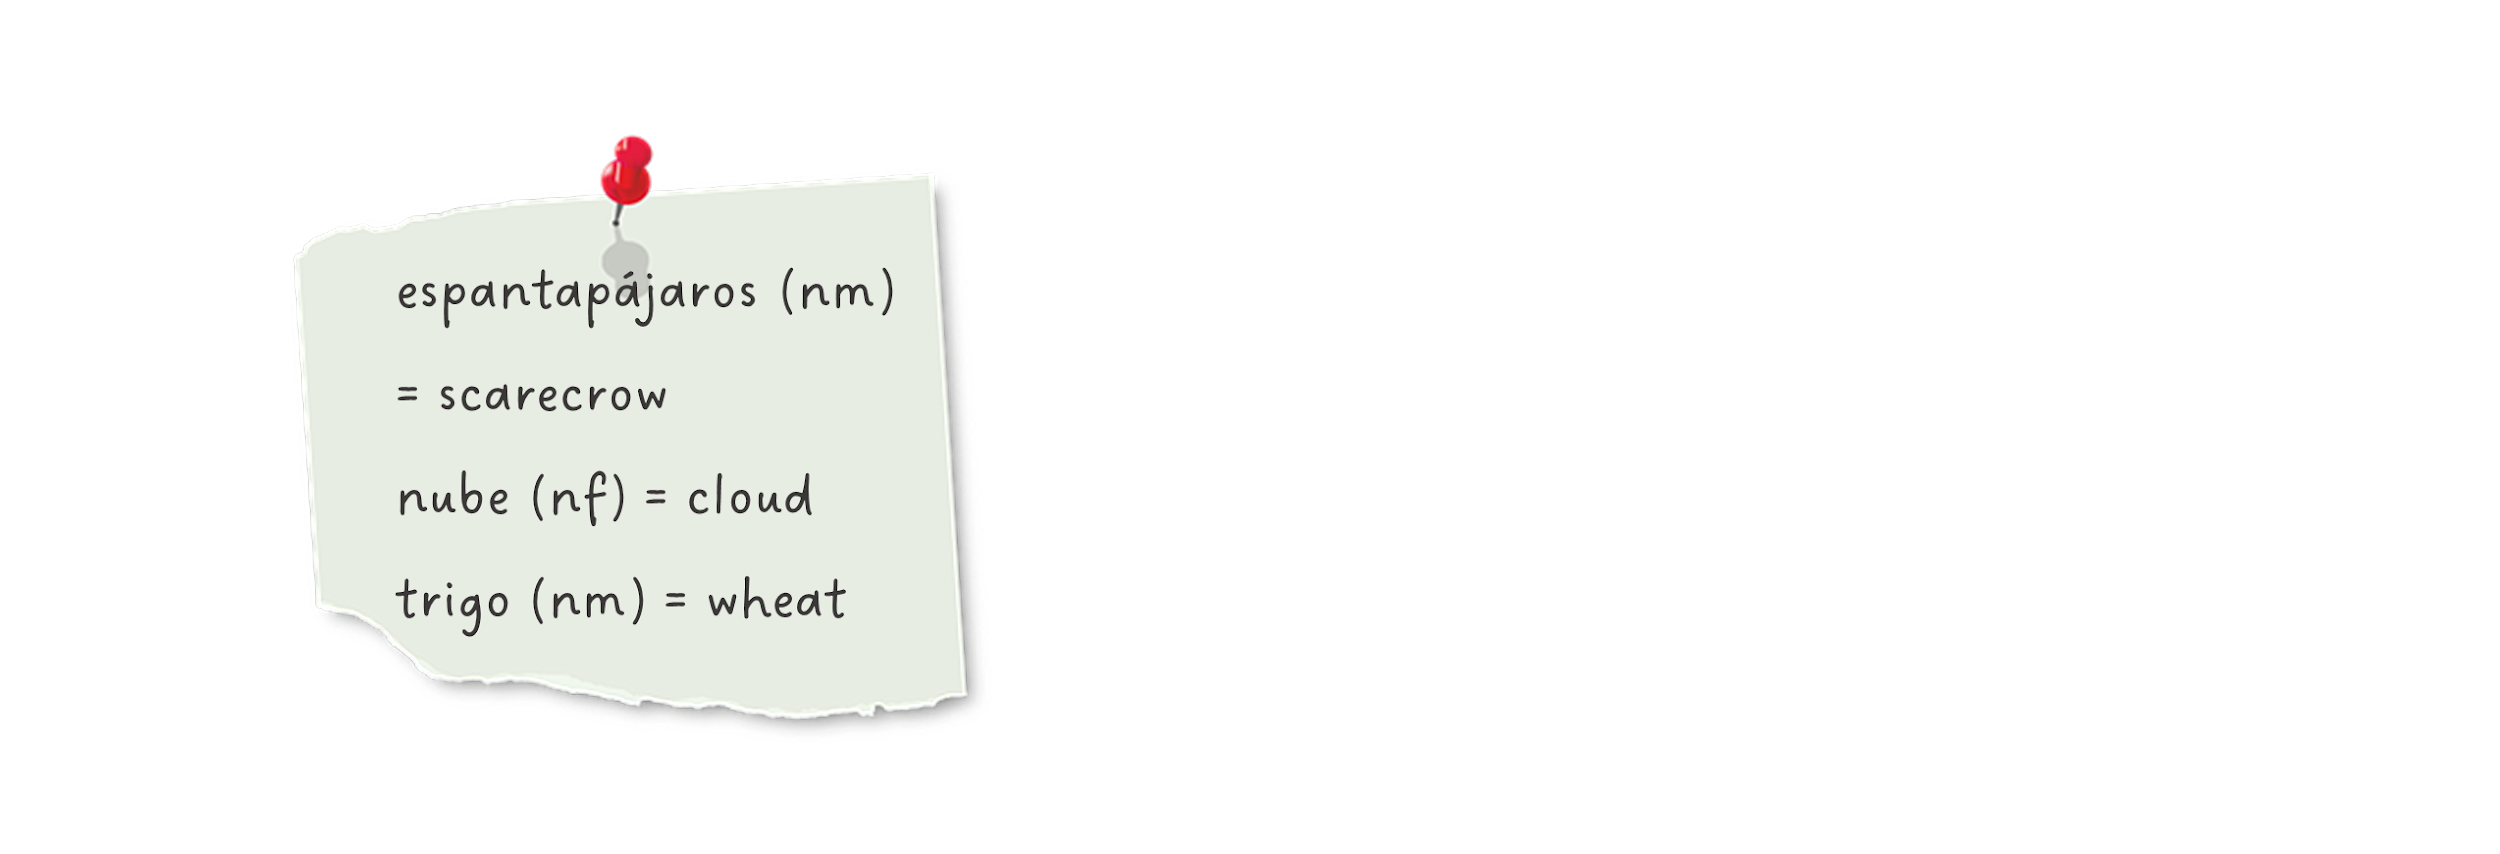 espantapájaros (nm)
= scarecrow
nube (nf) = cloud
trigo (nm) = wheat